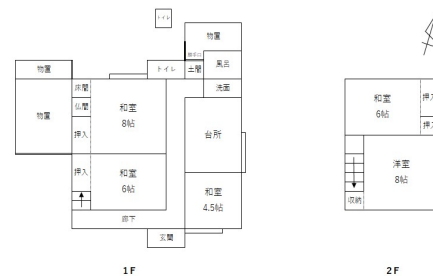 トイレ
物置
勝手口
風呂
物置
トイレ
土間
洗面
床間
仏間
和室
8帖
物置
押入
台所
押入
和室
6帖
和室
4.5帖
廊下
玄関
1F
和室
6帖
押入
押入
洋室
8帖
収納
2F